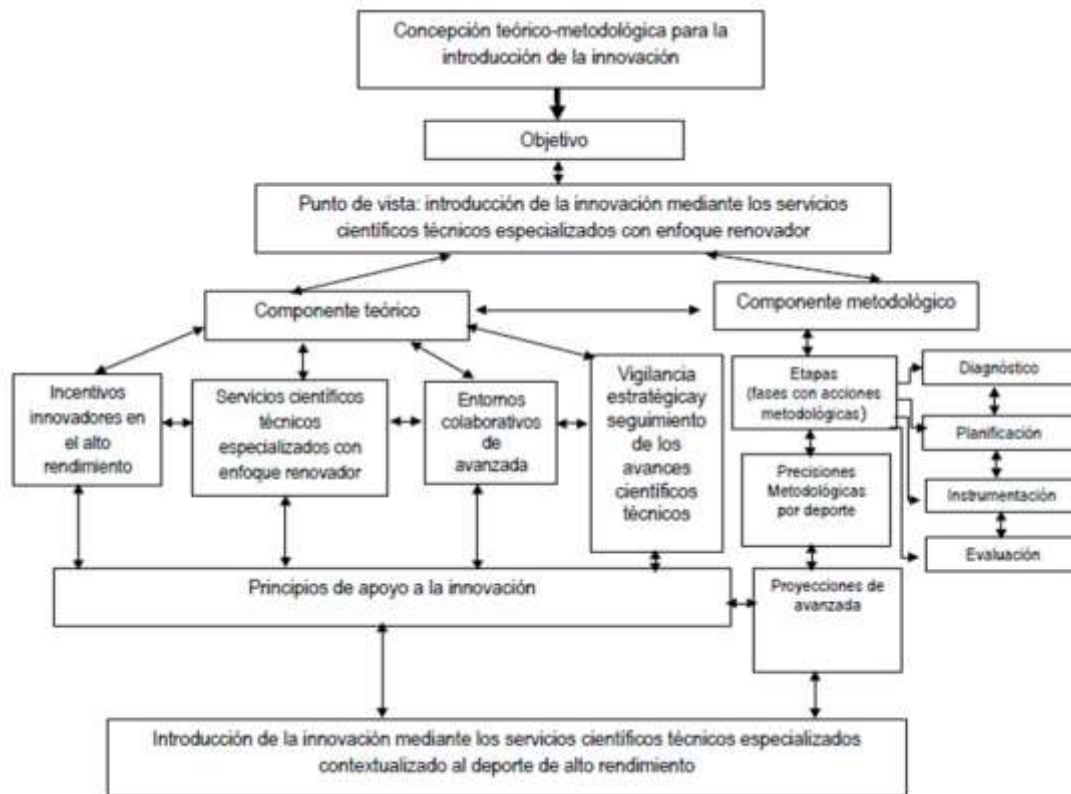 Concepción teórico-metodológica para la
introducción de la innovación
Objetivo
Punto de vista: introducción de la innovación mediante los servicios
científicos técnicos especializados con enfoque renovador
Componente teórico
Componente metodológico
Incentivos
innovadores en
el alto
rendimiento
Servicios científicos
técnicos
especializados con
enfoque renovador
Entornos
colaborativos
de
avanzada
Vigilancia
estratégicay
seguimiento
de los
avances
científicos
técnicos
Etapas
(fases con acciones
metodológicas)
Diagnóstico
Planificación
Instrumentación
Evaluación
Precisiones
Metodológicas
por deporte
Principios de apoyo a la innovación
Proyecciones de
avanzada
Introducción de la innovación mediante los servicios científicos técnicos especializados
contextualizado al deporte de alto rendimiento